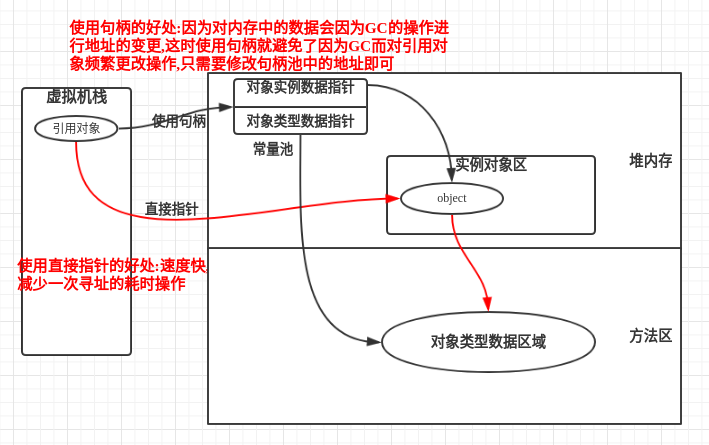 使用句柄的好处:因为对内存中的数据会因为GC的操作进
行地址的变更,这时使用句柄就避免了因为GC而对引用对
象频繁更改操作,只需要修改句柄池中的地址即可
虚拟机栈
对象实例数据指针
引用对象
使用句柄
对象类型数据指针
常量池
实例对象区
堆内存
object
直接指针
使用直接指针的好处:速度快,
减少一次寻址的耗时操作
对象类型数据区域
方法区